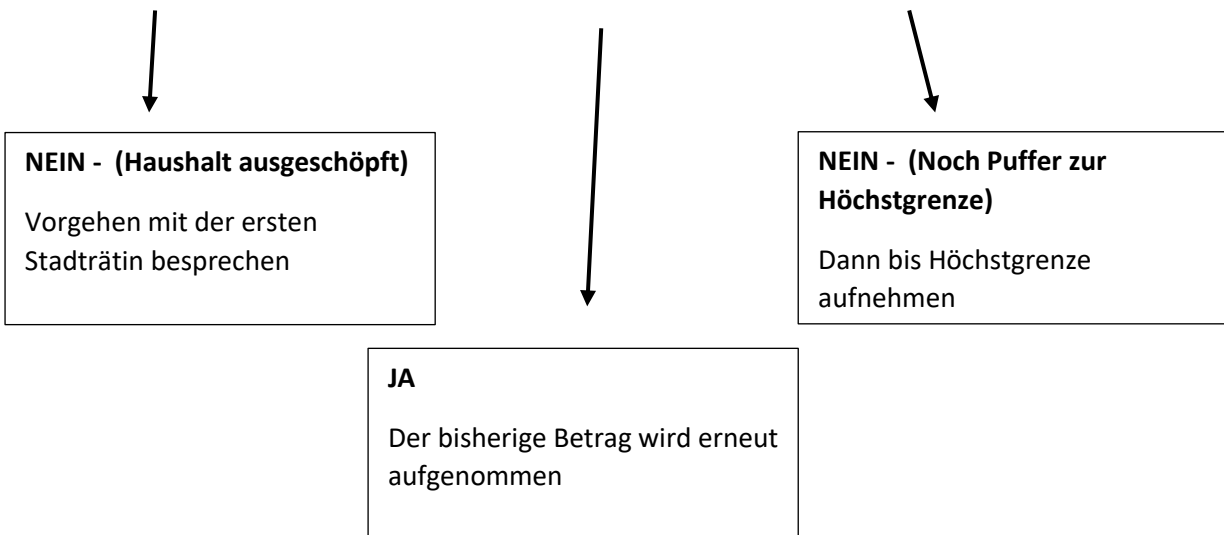 NEIN - (Haushalt ausgeschöpft)
Vorgehen mit der ersten
Stadträtin besprechen
NEIN - (Noch Puffer zur
Höchstgrenze)
Dann bis Höchstgrenze
aufnehmen
JA
Der bisherige Betrag wird erneut
aufgenommen